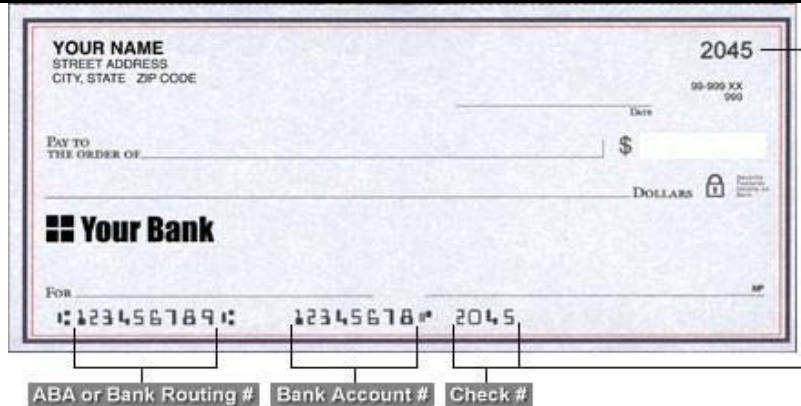 YOUR NAME
STREET ADDRESS
CITY, STATE ZIP CODE
2045
99-999 XX
990
DATE
PAY TO
THE ORDER OF
$
DOLLARS
Your Bank
FOR
MP
⑆123456789⑆ 12345678⑈ 2045
ABA or Bank Routing # Bank Account # Check #